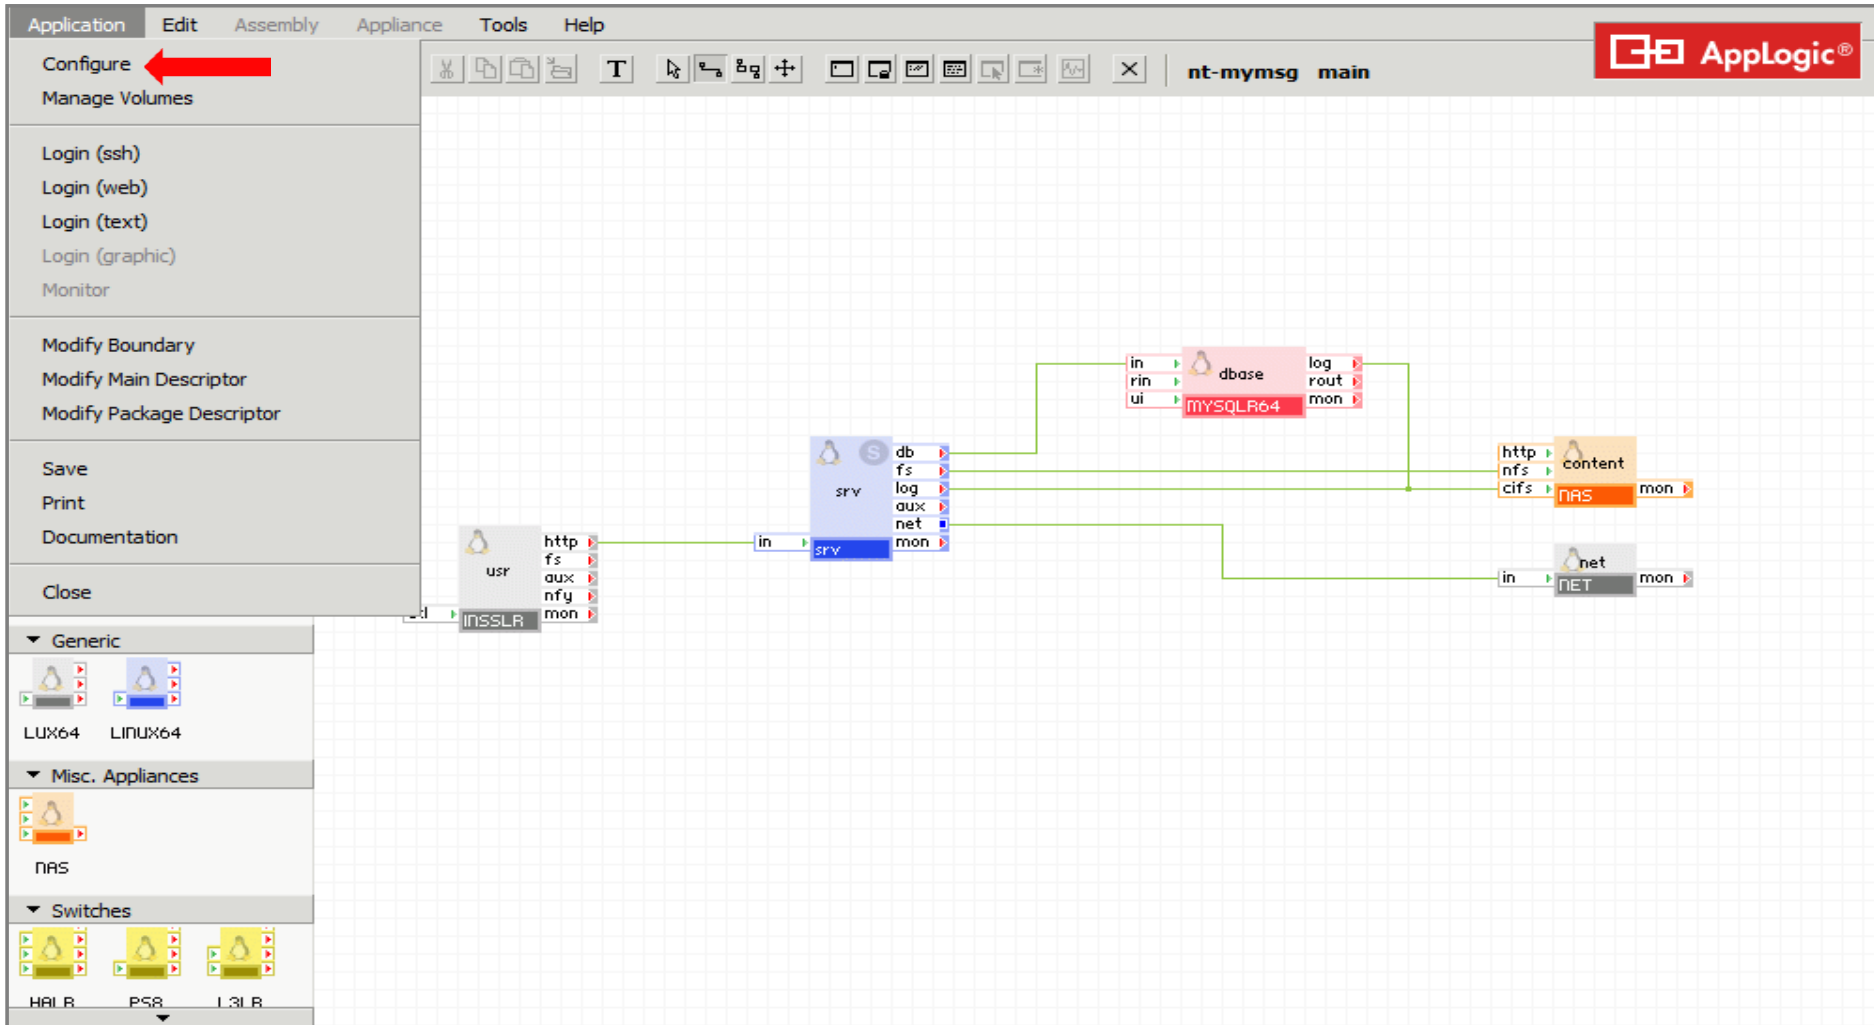 Application Edit Assembly Appliance Tools Help
AppLogic®
T nt-mymsg main
Configure
Manage Volumes
Login (ssh)
Login (web)
Login (text)
Login (graphic)
Monitor
Modify Boundary
Modify Main Descriptor
Modify Package Descriptor
Save
Print
Documentation
Close
in
rin
ui
dbase
MYSQLR64
log
rout
mon
S
srv
db
fs
log
aux
net
mon
in
srv
http
nfs
cifs
content
NAS
mon
usr
http
fs
aux
nfy
mon
INSSLR
in
net
NET
mon
Generic
LUX64 LINUX64
Misc. Appliances
NAS
Switches
HALB PS8 L3LB